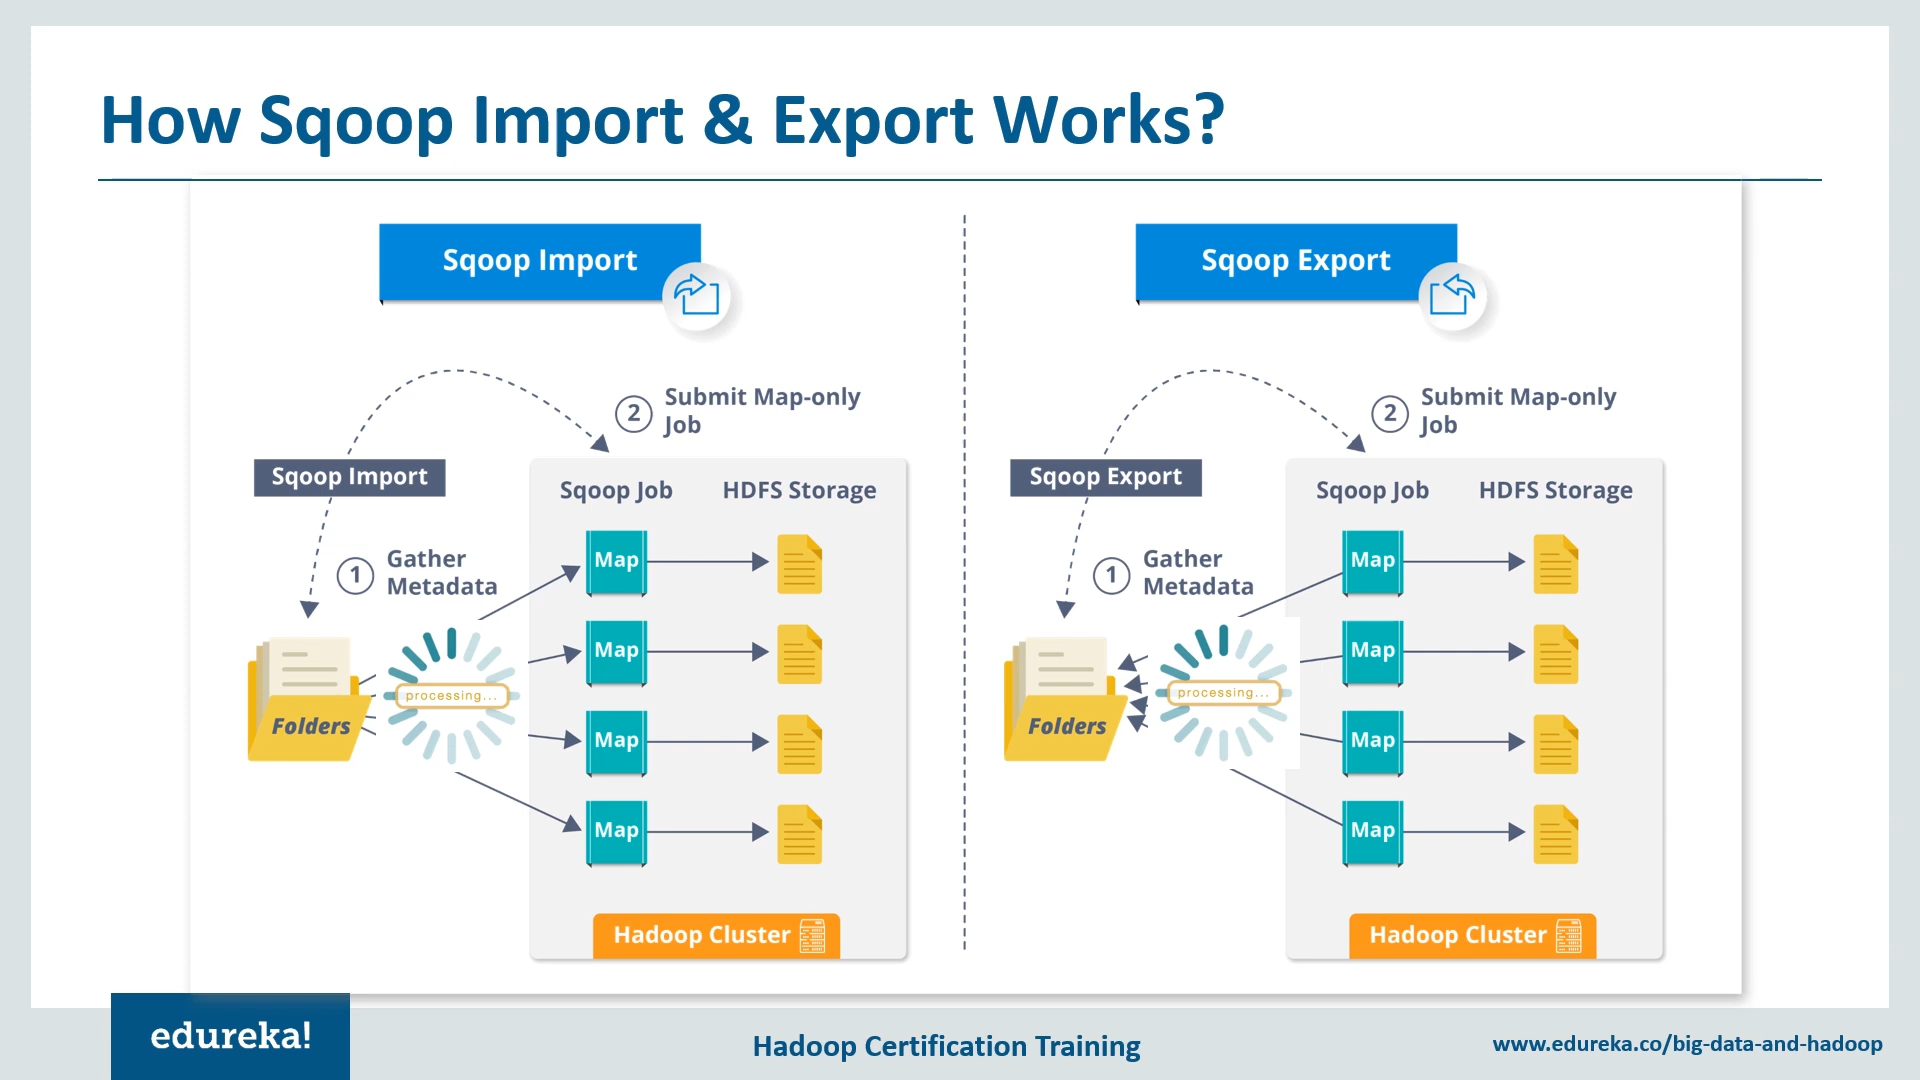 How Sqoop Import & Export Works?
Sqoop Import
2 Submit Map-only
Job
Sqoop Import
Sqoop Job HDFS Storage
1 Gather
Metadata
Map
Map
processing...
Folders
Map
Map
Hadoop Cluster
Sqoop Export
2 Submit Map-only
Job
Sqoop Export
Sqoop Job HDFS Storage
1 Gather
Metadata
Map
Map
processing...
Folders
Map
Map
Hadoop Cluster
edureka!
Hadoop Certification Training
www.edureka.co/big-data-and-hadoop